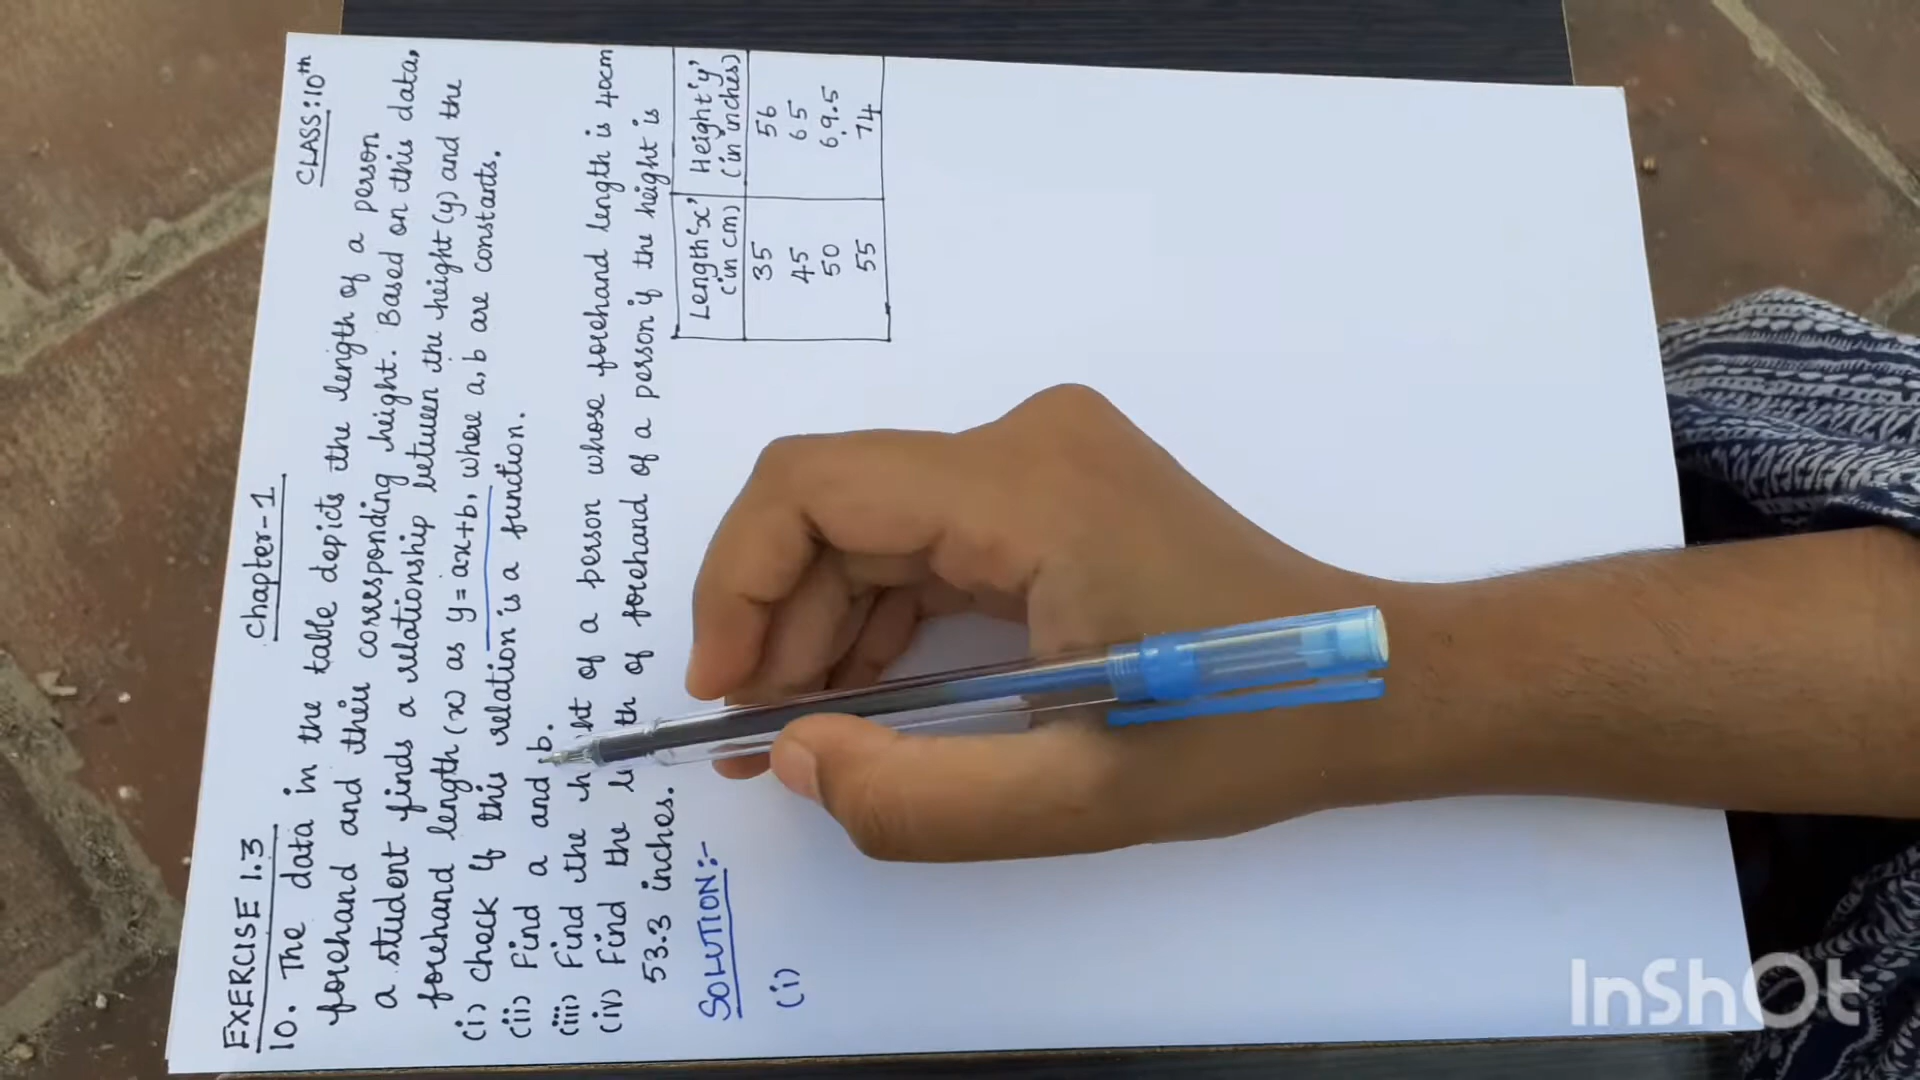 CLASS:10th
Chapter-1
EXERCISE 1.3
10. The data in the table depicts the length of a person
forehand and their corresponding height. Based on this data,
a student finds a relationship between the height (y) and the
forehand length (x) as y = ax+b, where a, b are constants.
(i) check if this relation is a function.
(ii) Find a and b.
(iii) Find the of a person whose forehand length is 40cm
(iv) Find the of forehand of a person if the height is
53.3 inches.
Length'x' Height'y'
(in cm) (in inches)
35 56
45 65
50 69.5
55 74
SOLUTION:-
(i)
InShOt